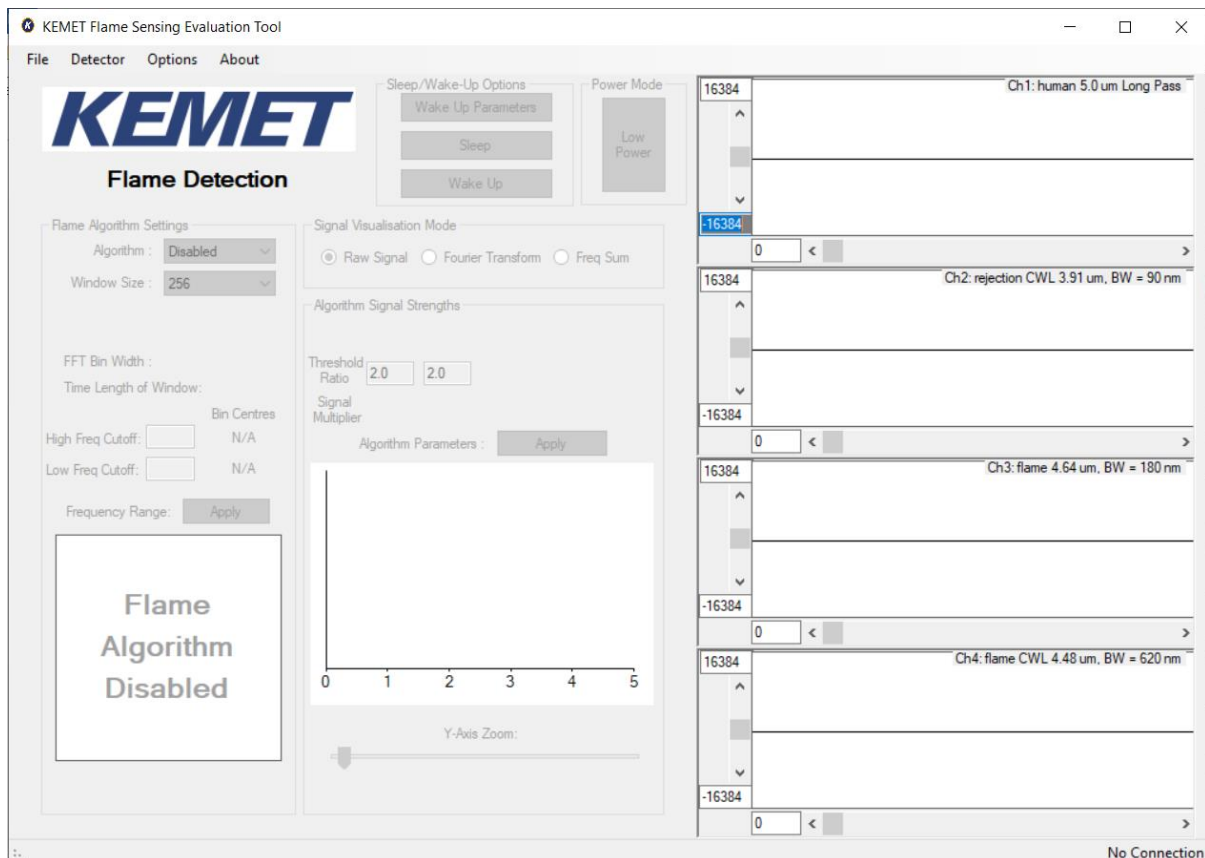 KEMET Flame Sensing Evaluation Tool
File Detector Options About
KEMET
Flame Detection
Sleep/Wake-Up Options
Wake Up Parameters
Sleep
Wake Up
Power Mode
Low
Power
Flame Algorithm Settings
Algorithm : Disabled
Window Size : 256
FFT Bin Width :
Time Length of Window:
Bin Centres
High Freq Cutoff: N/A
Low Freq Cutoff: N/A
Frequency Range: Apply
Flame
Algorithm
Disabled
Signal Visualisation Mode
Raw Signal Fourier Transform Freq Sum
Algorithm Signal Strengths
Threshold
Ratio 2.0 2.0
Signal
Multiplier
Algorithm Parameters : Apply
0 1 2 3 4 5
Y-Axis Zoom:
16384 Ch1: human 5.0 um Long Pass
-16384
0
16384 Ch2: rejection CWL 3.91 um, BW = 90 nm
-16384
0
16384 Ch3: flame 4.64 um, BW = 180 nm
-16384
0
16384 Ch4: flame CWL 4.48 um, BW = 620 nm
-16384
0
No Connection